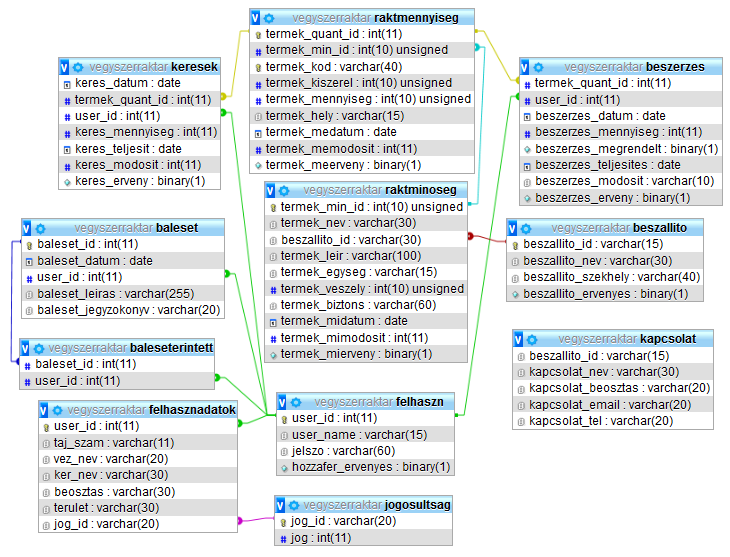 vegyszerraktar raktmennyiseg
termek_quant_id : int(11)
termek_min_id : int(10) unsigned
termek_kod : varchar(40)
termek_kiszerel : int(10) unsigned
termek_mennyiseg : int(10) unsigned
termek_hely : varchar(15)
termek_medatum : date
termek_memodosit : int(11)
termek_meerveny : binary(1)
vegyszerraktar keresek
keres_datum : date
termek_quant_id : int(11)
user_id : int(11)
keres_mennyiseg : int(11)
keres_teljesit : date
keres_modosit : int(11)
keres_erveny : binary(1)
vegyszerraktar beszerzes
termek_quant_id : int(11)
user_id : int(11)
beszerzes_datum : date
beszerzes_mennyiseg : int(11)
beszerzes_megrendelt : binary(1)
beszerzes_teljesites : date
beszerzes_modosit : varchar(10)
beszerzes_erveny : binary(1)
vegyszerraktar raktminoseg
termek_min_id : int(10) unsigned
termek_nev : varchar(30)
beszallito_id : varchar(30)
termek_leir : varchar(100)
termek_egyseg : varchar(15)
termek_veszely : int(10) unsigned
termek_biztons : varchar(60)
termek_midatum : date
termek_mimodosit : int(11)
termek_mierveny : binary(1)
vegyszerraktar baleset
baleset_id : int(11)
baleset_datum : date
user_id : int(11)
baleset_leiras : varchar(255)
baleset_jegyzokonyv : varchar(20)
vegyszerraktar beszallito
beszallito_id : varchar(15)
beszallito_nev : varchar(30)
beszallito_szekhely : varchar(40)
beszallito_ervenyes : binary(1)
vegyszerraktar baleseterintett
baleset_id : int(11)
user_id : int(11)
vegyszerraktar kapcsolat
beszallito_id : varchar(15)
kapcsolat_nev : varchar(30)
kapcsolat_beosztas : varchar(20)
kapcsolat_email : varchar(20)
kapcsolat_tel : varchar(20)
vegyszerraktar felhasznadatok
user_id : int(11)
taj_szam : varchar(11)
vez_nev : varchar(20)
ker_nev : varchar(30)
beosztas : varchar(30)
terulet : varchar(30)
jog_id : varchar(20)
vegyszerraktar felhaszn
user_id : int(11)
user_name : varchar(15)
jelszo : varchar(60)
hozzafer_ervenyes : binary(1)
vegyszerraktar jogosultsag
jog_id : varchar(20)
jog : int(11)